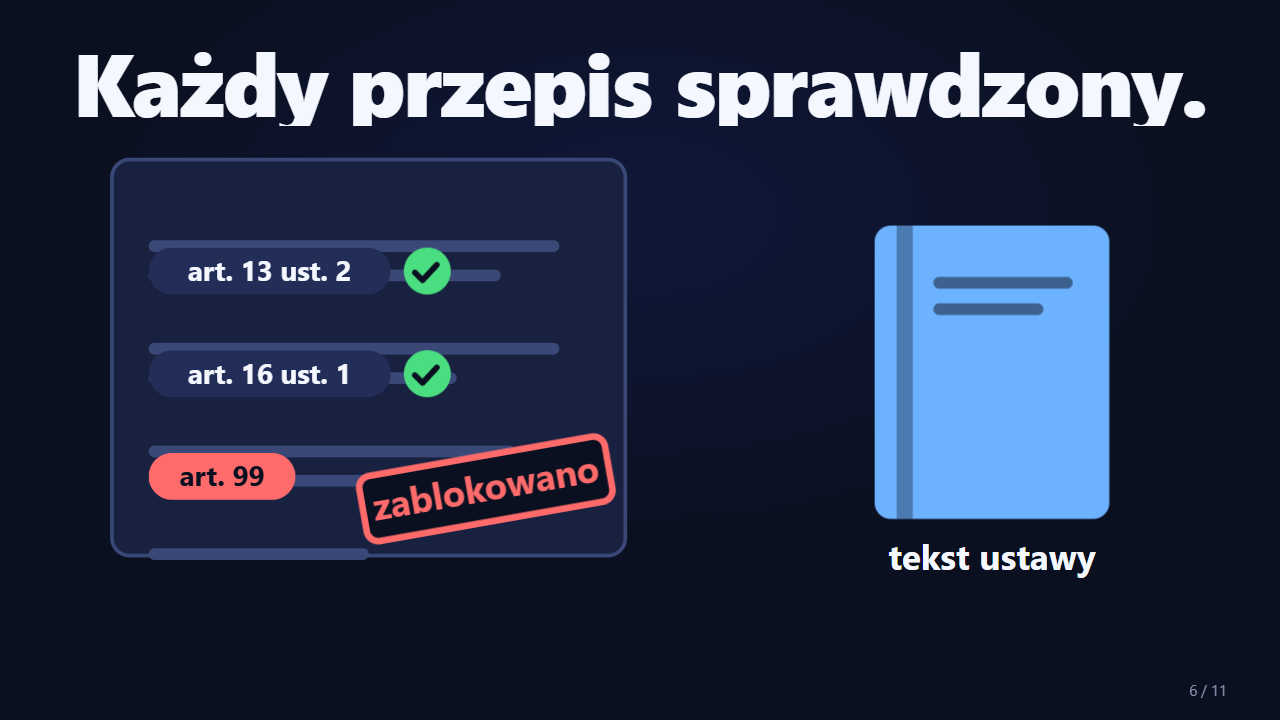 Każdy przepis sprawdzony.
art. 13 ust. 2
art. 16 ust. 1
art. 99
zablokowano
tekst ustawy
6 / 11